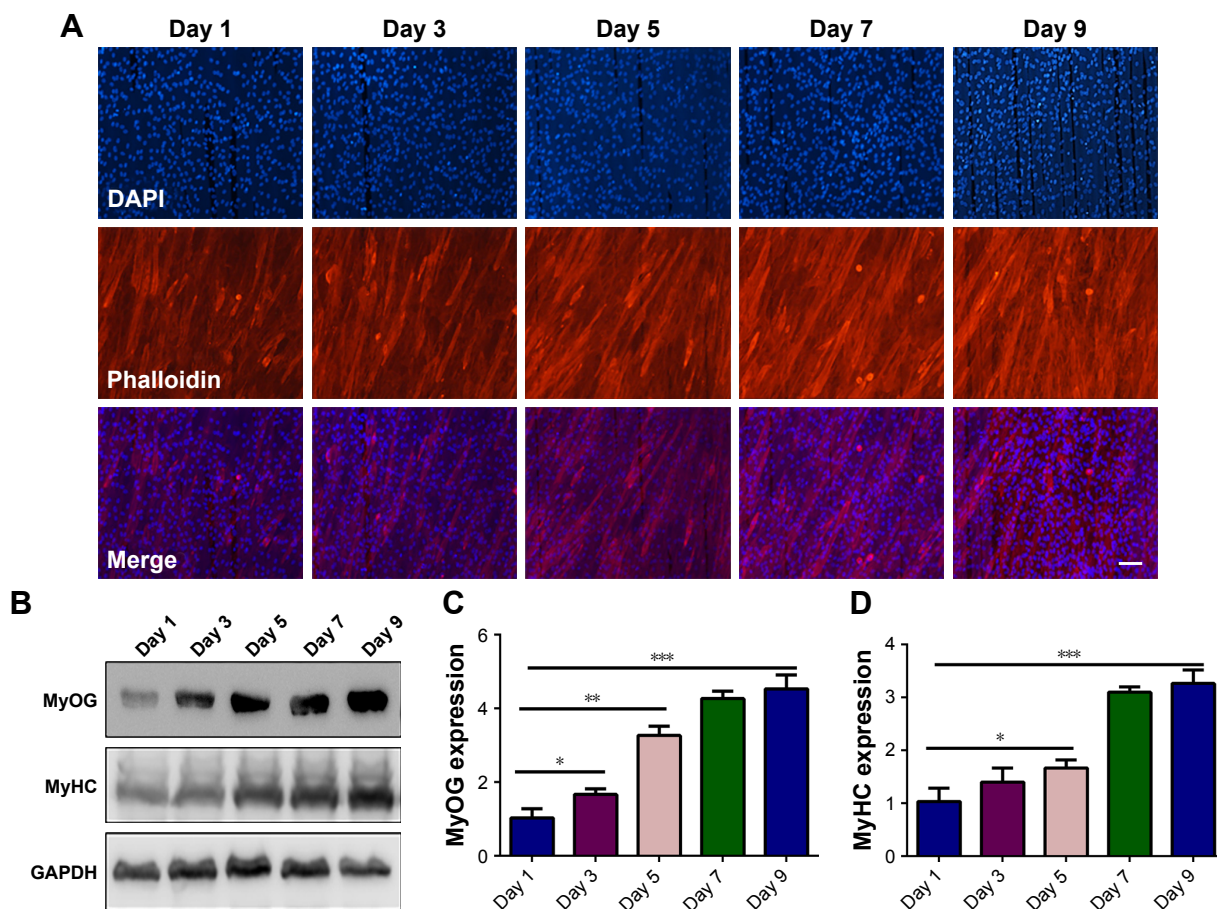 A
Day 1
Day 3
Day 5
Day 7
Day 9
DAPI
Phalloidin
Merge
B
Day 1
Day 3
Day 5
Day 7
Day 9
MyOG
MyHC
GAPDH
C
MyOG expression
6
4
2
0
*
**
***
Day 1
Day 3
Day 5
Day 7
Day 9
D
MyHC expression
4
3
2
1
0
*
***
Day 1
Day 3
Day 5
Day 7
Day 9